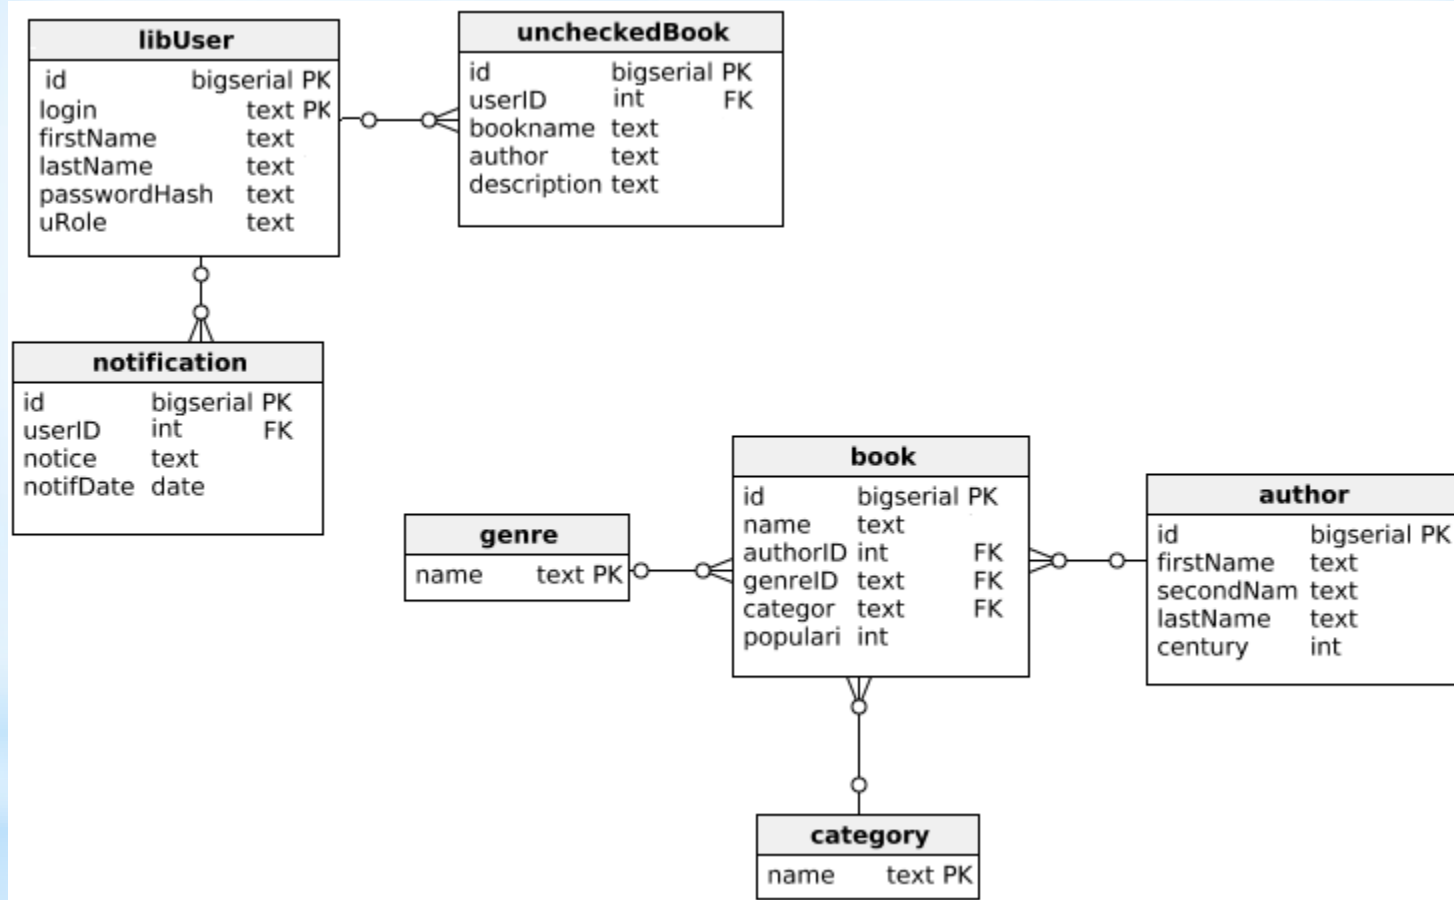 libUser
id bigserial PK
login text PK
firstName text
lastName text
passwordHash text
uRole text
uncheckedBook
id bigserial PK
userID int FK
bookname text
author text
description text
notification
id bigserial PK
userID int FK
notice text
notifDate date
genre
name text PK
book
id bigserial PK
name text
authorID int FK
genreID text FK
categor text FK
populari int
author
id bigserial PK
firstName text
secondNam text
lastName text
century int
category
name text PK